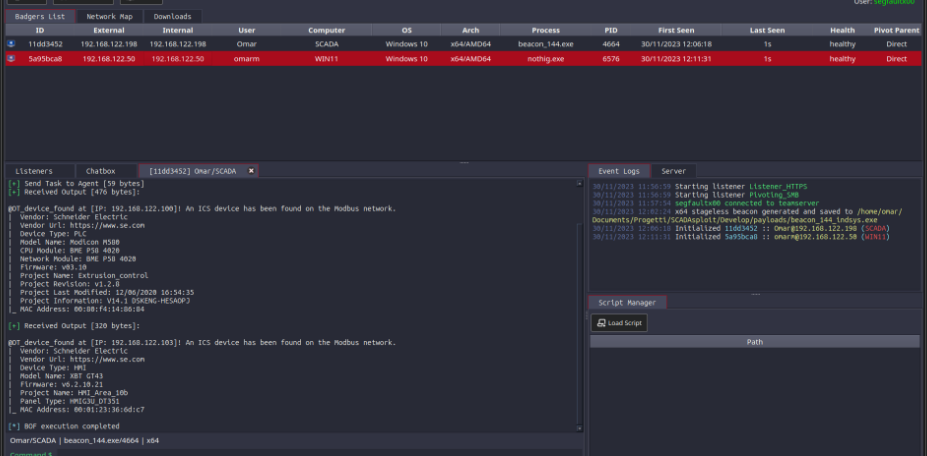 User: segfaultx00
Badgers List Network Map Downloads
ID External Internal User Computer OS Arch Process PID First Seen Last Seen Health Pivot Parent
11dd3452 192.168.122.198 192.168.122.198 Omar SCADA Windows 10 x64/AMD64 beacon_144.exe 4664 30/11/2023 12:06:18 1s healthy Direct
5a95bca8 192.168.122.50 192.168.122.50 omarm WIN11 Windows 10 x64/AMD64 nothig.exe 6576 30/11/2023 12:11:31 1s healthy Direct
Listeners Chatbox [11dd3452] Omar/SCADA x
[+] Send Task to Agent [59 bytes]
[+] Received Output [476 bytes]:
@OT_device_found at [IP: 192.168.122.100]! An ICS device has been found on the Modbus network.
| Vendor: Schneider Electric
| Vendor Url: https://www.se.com
| Device Type: PLC
| Model Name: Modicon M580
| CPU Module: BME P58 4020
| Network Module: BME P58 4020
| Firmware: v03.10
| Project Name: Extrusion_control
| Project Revision: v1.2.8
| Project Last Modified: 12/06/2020 16:54:35
| Project Information: V14.1 DSKENG-HESAOPJ
|_ MAC Address: 00:80:f4:14:86:84
[+] Received Output [320 bytes]:
@OT_device_found at [IP: 192.168.122.103]! An ICS device has been found on the Modbus network.
| Vendor: Schneider Electric
| Vendor Url: https://www.se.com
| Device Type: HMI
| Model Name: XBT GT43
| Firmware: v6.2.10.21
| Project Name: HMI_Area_10b
| Panel Type: HMIG3U_DT351
|_ MAC Address: 00:01:23:36:6d:c7
[*] BOF execution completed
Omar/SCADA | beacon_144.exe/4664 | x64
Command $
Event Logs Server
30/11/2023 11:56:59 Starting listener Listener_HTTPS
30/11/2023 11:56:59 Starting listener Pivoting_SMB
30/11/2023 11:57:54 segfaultx00 connected to teamserver
30/11/2023 12:02:24 x64 stageless beacon generated and saved to /home/omar/
Documents/Progetti/SCADAsploit/Develop/payloads/beacon_144_indsys.exe
30/11/2023 12:06:18 Initialized 11dd3452 :: Omar@192.168.122.198 (SCADA)
30/11/2023 12:11:31 Initialized 5a95bca8 :: omarm@192.168.122.50 (WIN11)
Script Manager
Load Script
Path